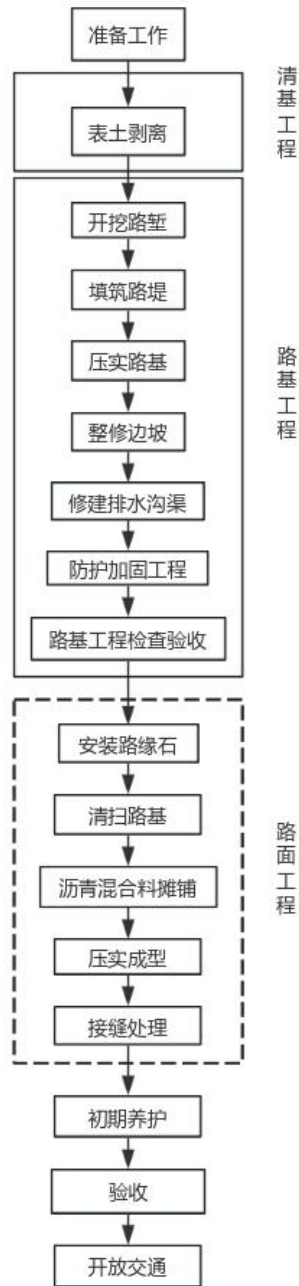 准备工作
清基工程
表土剥离
开挖路堑
填筑路堤
压实路基
路基工程
整修边坡
修建排水沟渠
防护加固工程
路基工程检查验收
安装路缘石
清扫路基
路面工程
沥青混合料摊铺
压实成型
接缝处理
初期养护
验收
开放交通